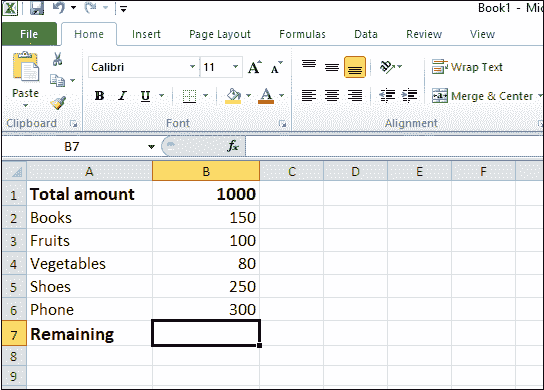 Book1 - Mi
File Home Insert Page Layout Formulas Data Review View
Calibri 11 A A Wrap Text
Paste B I U A Merge & Center
Clipboard Font Alignment
B7 fx
A B C D E F
1 Total amount 1000
2 Books 150
3 Fruits 100
4 Vegetables 80
5 Shoes 250
6 Phone 300
7 Remaining
8
9